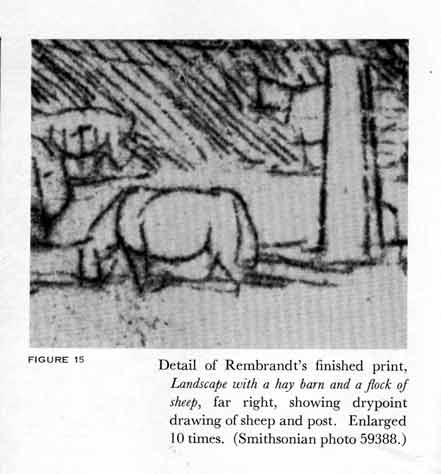 FIGURE 15
Detail of Rembrandt's finished print,
Landscape with a hay barn and a flock of
sheep, far right, showing drypoint
drawing of sheep and post. Enlarged
10 times. (Smithsonian photo 59388.)